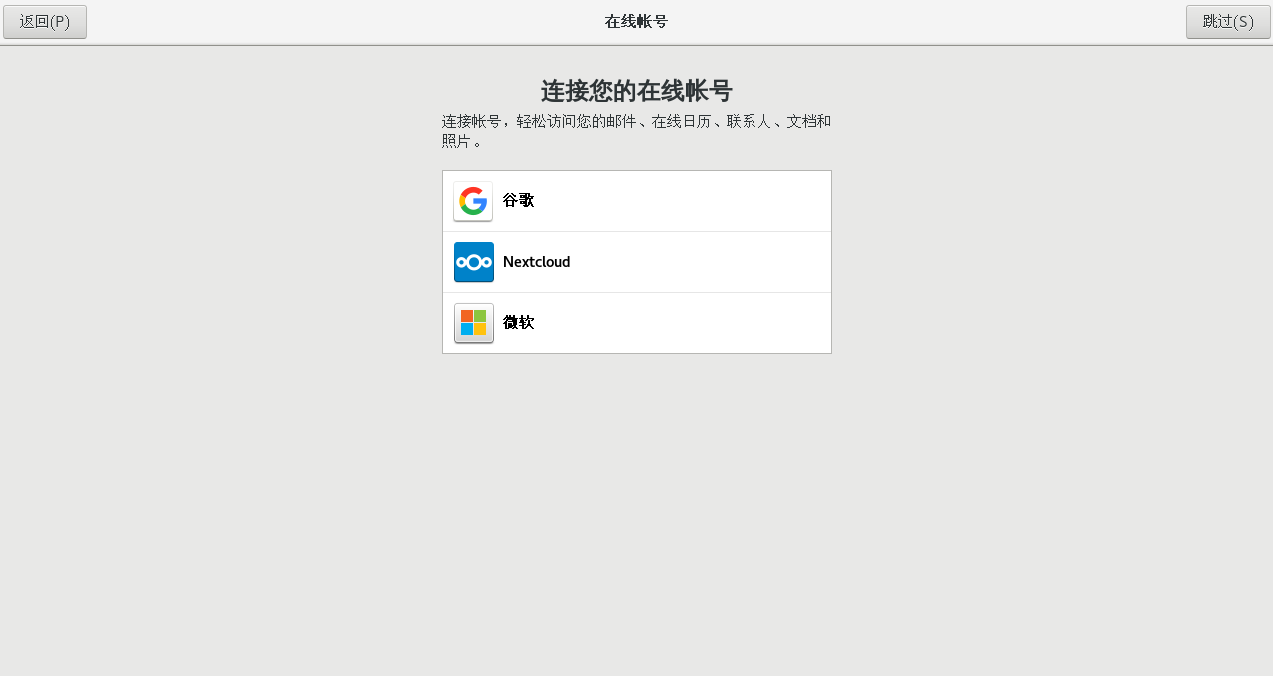 返回(P)
在线帐号
跳过(S)
连接您的在线帐号
连接帐号，轻松访问您的邮件、在线日历、联系人、文档和
照片。
谷歌
Nextcloud
微软